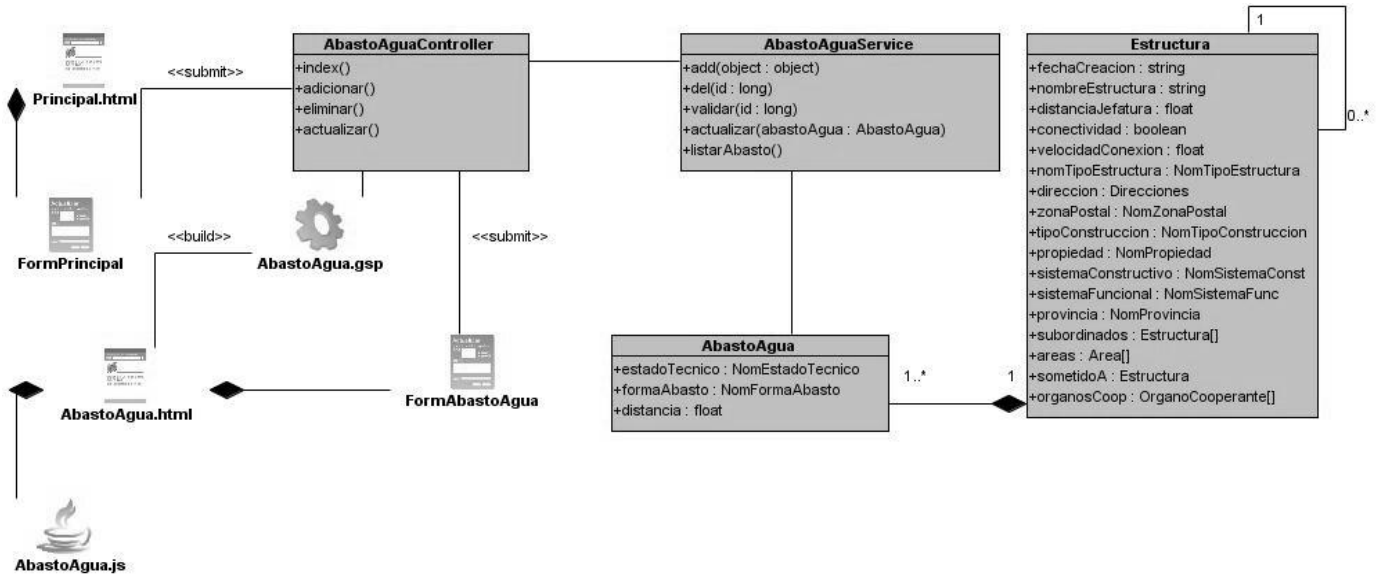 Principal.html
<<submit>>
FormPrincipal
<<build>>
AbastoAgua.gsp
<<submit>>
AbastoAgua.html
FormAbastoAgua
AbastoAgua.js
AbastoAguaController
+index()
+adicionar()
+eliminar()
+actualizar()
AbastoAguaService
+add(object : object)
+del(id : long)
+validar(id : long)
+actualizar(abastoAgua : AbastoAgua)
+listarAbasto()
AbastoAgua
+estadoTecnico : NomEstadoTecnico
+formaAbasto : NomFormaAbasto
+distancia : float
1..*
1
Estructura
+fechaCreacion : string
+nombreEstructura : string
+distanciaJefatura : float
+conectividad : boolean
+velocidadConexion : float
+nomTipoEstructura : NomTipoEstructura
+direccion : Direcciones
+zonaPostal : NomZonaPostal
+tipoConstruccion : NomTipoConstruccion
+propiedad : NomPropiedad
+sistemaConstructivo : NomSistemaConst
+sistemaFuncional : NomSistemaFunc
+provincia : NomProvincia
+subordinados : Estructura[]
+areas : Area[]
+sometidoA : Estructura
+organosCoop : OrganoCooperante[]
1
0..*